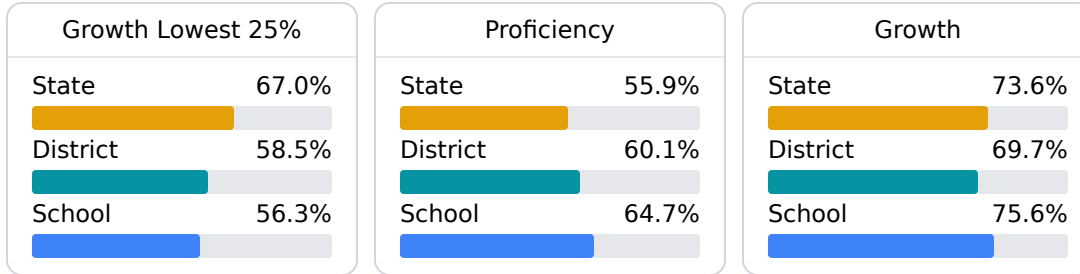 Growth Lowest 25%
State 67.0%
District 58.5%
School 56.3%
Proficiency
State 55.9%
District 60.1%
School 64.7%
Growth
State 73.6%
District 69.7%
School 75.6%